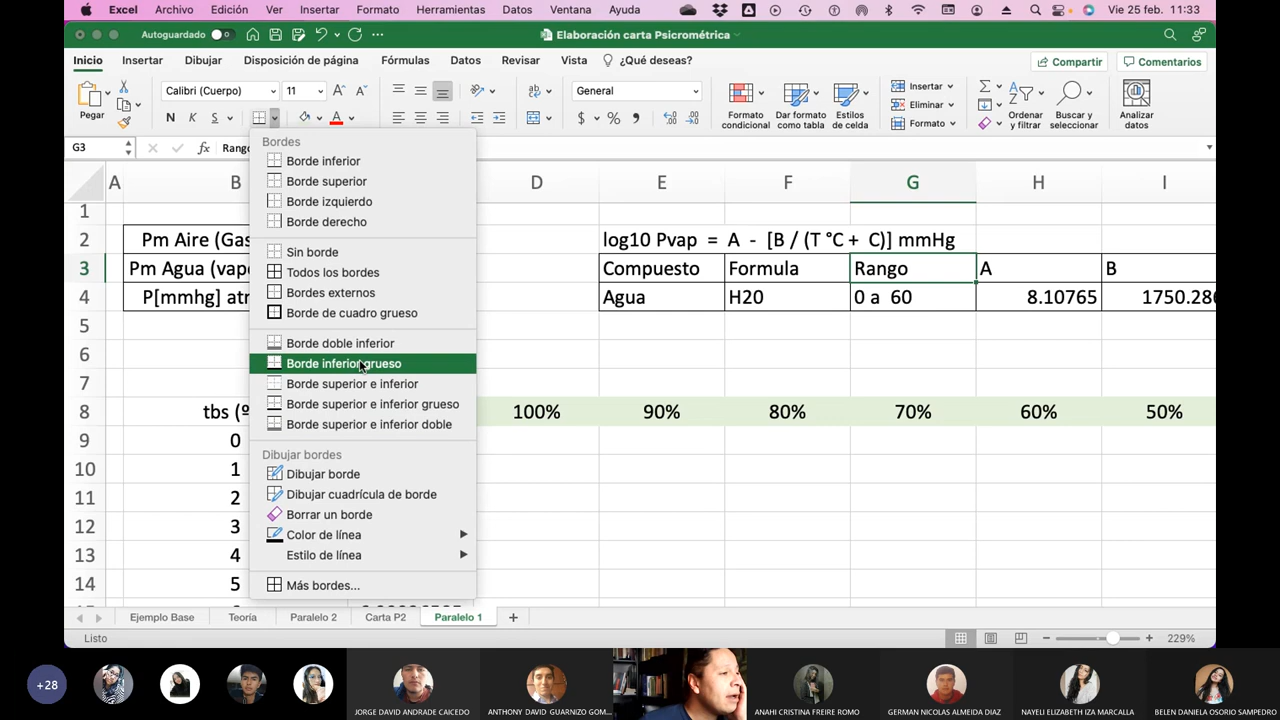 Excel Archivo Edición Ver Insertar Formato Herramientas Datos Ventana Ayuda Vie 25 feb. 11:33
Autoguardado Elaboración carta Psicrométrica
Inicio Insertar Dibujar Disposición de página Fórmulas Datos Revisar Vista ¿Qué deseas? Compartir Comentarios
Pegar Calibri (Cuerpo) 11 General
N K S
Formato condicional Dar formato como tabla Estilos de celda
Insertar
Eliminar
Formato
Ordenar y filtrar Buscar y seleccionar Analizar datos
G3 fx Rango
A B D E F G H I
1
2 Pm Aire (Gas log10 Pvap = A - [B / (T °C + C)] mmHg
3 Pm Agua (vapo Compuesto Formula Rango A B
4 P[mmhg] atr Agua H20 0 a 60 8.10765 1750.286
5
6
7
8 tbs (º 100% 90% 80% 70% 60% 50%
9 0
10 1
11 2
12 3
13 4
14 5
Bordes
Borde inferior
Borde superior
Borde izquierdo
Borde derecho
Sin borde
Todos los bordes
Bordes externos
Borde de cuadro grueso
Borde doble inferior
Borde inferior grueso
Borde superior e inferior
Borde superior e inferior grueso
Borde superior e inferior doble
Dibujar bordes
Dibujar borde
Dibujar cuadrícula de borde
Borrar un borde
Color de línea
Estilo de línea
Más bordes...
Ejemplo Base Teoría Paralelo 2 Carta P2 Paralelo 1 +
Listo 229%
+28
JORGE DAVID ANDRADE CAICEDO ANTHONY DAVID GUARNIZO GOM... ANAHI CRISTINA FREIRE ROMO GERMAN NICOLAS ALMEIDA DIAZ NAYELI ELIZABETH IZA MARCALLA BELEN DANIELA OSORIO SAMPEDRO